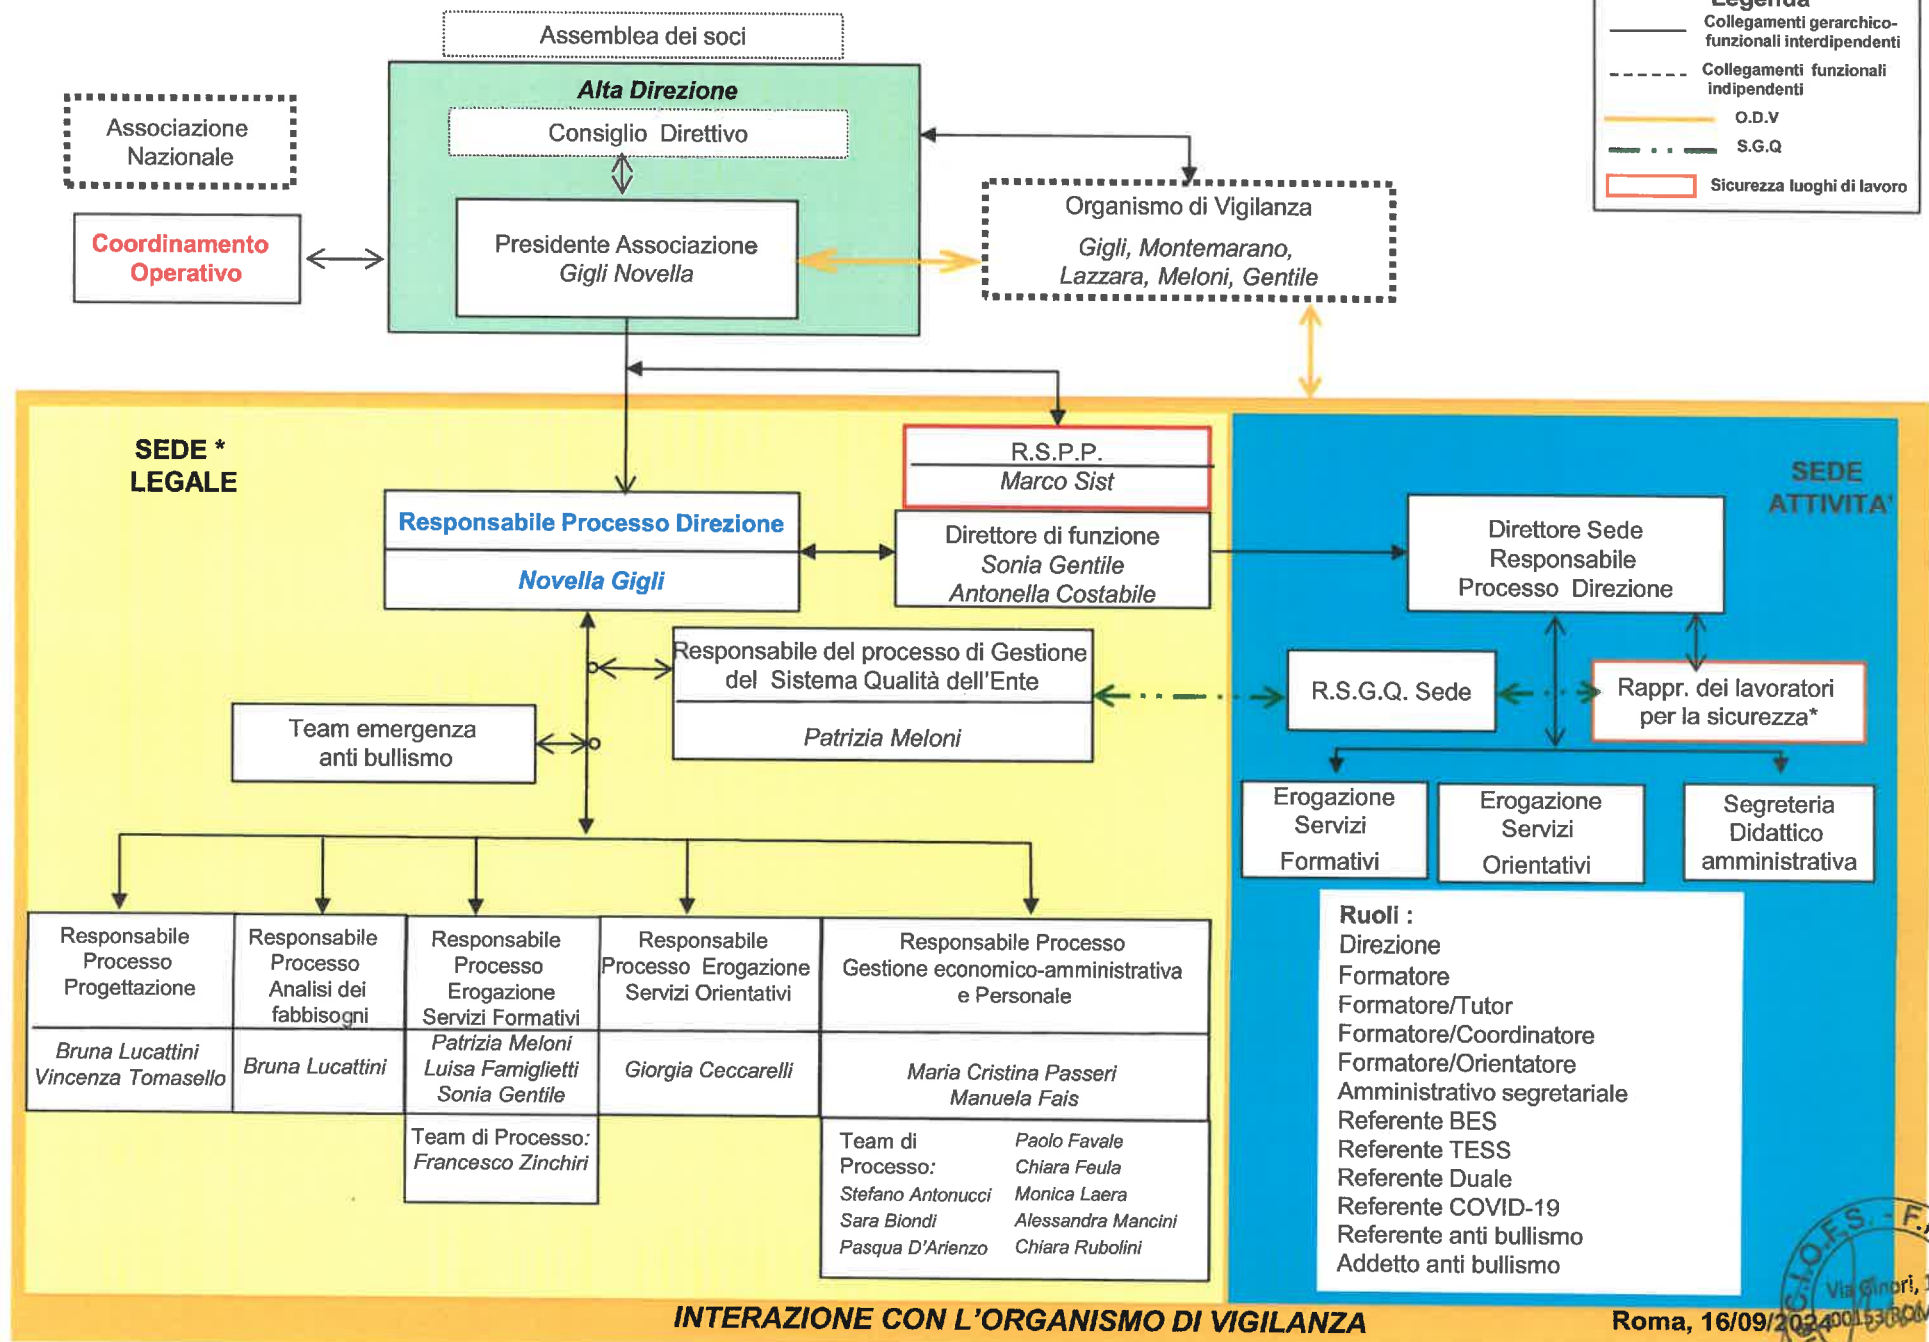 Assemblea dei soci
Legenda
Collegamenti gerarchico-
funzionali interdipendenti
Collegamenti funzionali
indipendenti
O.D.V
S.G.Q
Sicurezza luoghi di lavoro
Alta Direzione
Consiglio Direttivo
Associazione
Nazionale
Coordinamento
Operativo
Presidente Associazione
Gigli Novella
Organismo di Vigilanza
Gigli, Montemarano,
Lazzara, Meloni, Gentile
SEDE *
LEGALE
R.S.P.P.
Marco Sist
Responsabile Processo Direzione
Novella Gigli
Direttore di funzione
Sonia Gentile
Antonella Costabile
SEDE
ATTIVITA'
Direttore Sede
Responsabile
Processo Direzione
Responsabile del processo di Gestione
del Sistema Qualità dell'Ente
Patrizia Meloni
Team emergenza
anti bullismo
R.S.G.Q. Sede
Rappr. dei lavoratori
per la sicurezza*
Erogazione
Servizi
Formativi
Erogazione
Servizi
Orientativi
Segreteria
Didattico
amministrativa
Responsabile
Processo
Progettazione
Bruna Lucattini
Vincenza Tomasello
Responsabile
Processo
Analisi dei
fabbisogni
Bruna Lucattini
Responsabile
Processo
Erogazione
Servizi Formativi
Patrizia Meloni
Luisa Famiglietti
Sonia Gentile
Team di Processo:
Francesco Zinchiri
Responsabile
Processo Erogazione
Servizi Orientativi
Giorgia Ceccarelli
Responsabile Processo
Gestione economico-amministrativa
e Personale
Maria Cristina Passeri
Manuela Fais
Team di
Processo:
Stefano Antonucci
Sara Biondi
Pasqua D'Arienzo
Paolo Favale
Chiara Feula
Monica Laera
Alessandra Mancini
Chiara Rubolini
Ruoli :
Direzione
Formatore
Formatore/Tutor
Formatore/Coordinatore
Formatore/Orientatore
Amministrativo segretariale
Referente BES
Referente TESS
Referente Duale
Referente COVID-19
Referente anti bullismo
Addetto anti bullismo
INTERAZIONE CON L'ORGANISMO DI VIGILANZA
Roma, 16/09/2024
C.I.O.F.S. - F.
Via Ginori, 1
00153 ROM